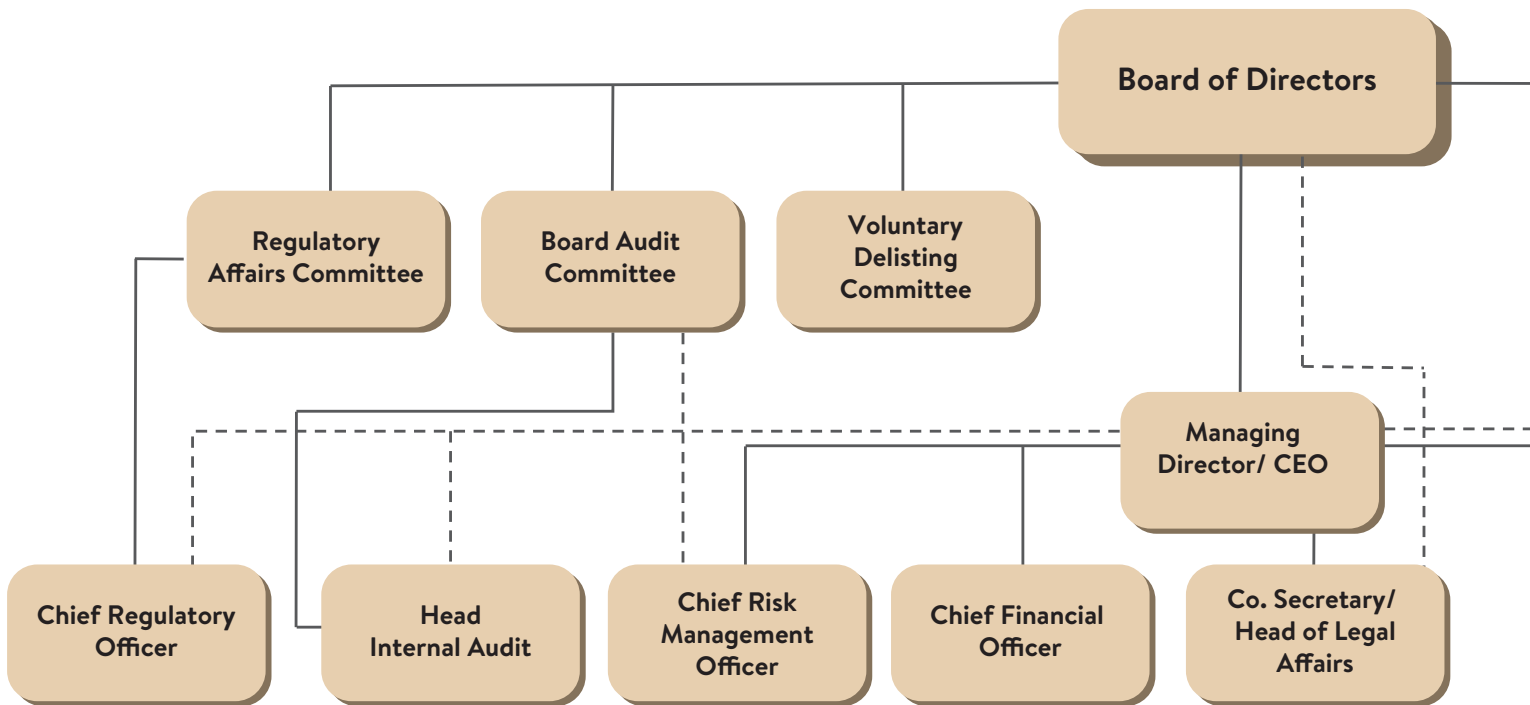 Board of Directors
Regulatory
Affairs Committee
Board Audit
Committee
Voluntary
Delisting
Committee
Managing
Director/ CEO
Chief Regulatory
Officer
Head
Internal Audit
Chief Risk
Management
Officer
Chief Financial
Officer
Co. Secretary/
Head of Legal
Affairs